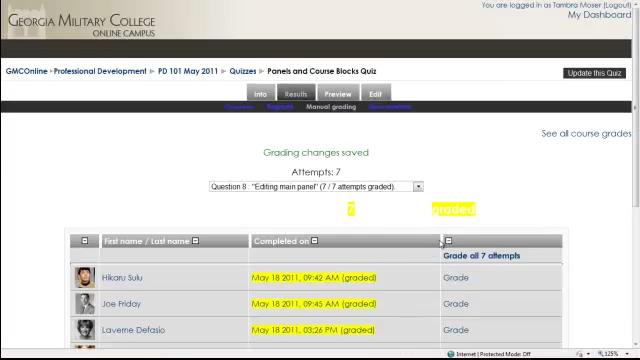 You are logged in as Tambra Moser (Logout)
My Dashboard
GEORGIA MILITARY COLLEGE
ONLINE CAMPUS
GMCOnline ► Professional Development ► PD 101 May 2011 ► Quizzes ► Panels and Course Blocks Quiz
Update this Quiz
Info Results Preview Edit
Overview Regrade Manual grading
See all course grades
Grading changes saved
Attempts: 7
Question 8 : "Editing main panel" (7 / 7 attempts graded).
7 graded
First name / Last name Completed on
Grade all 7 attempts
Hikaru Sulu May 18 2011, 09:42 AM (graded) Grade
Joe Friday May 18 2011, 09:45 AM (graded) Grade
Laverne Defasio May 18 2011, 03:26 PM (graded) Grade
Internet | Protected Mode: Off
125%